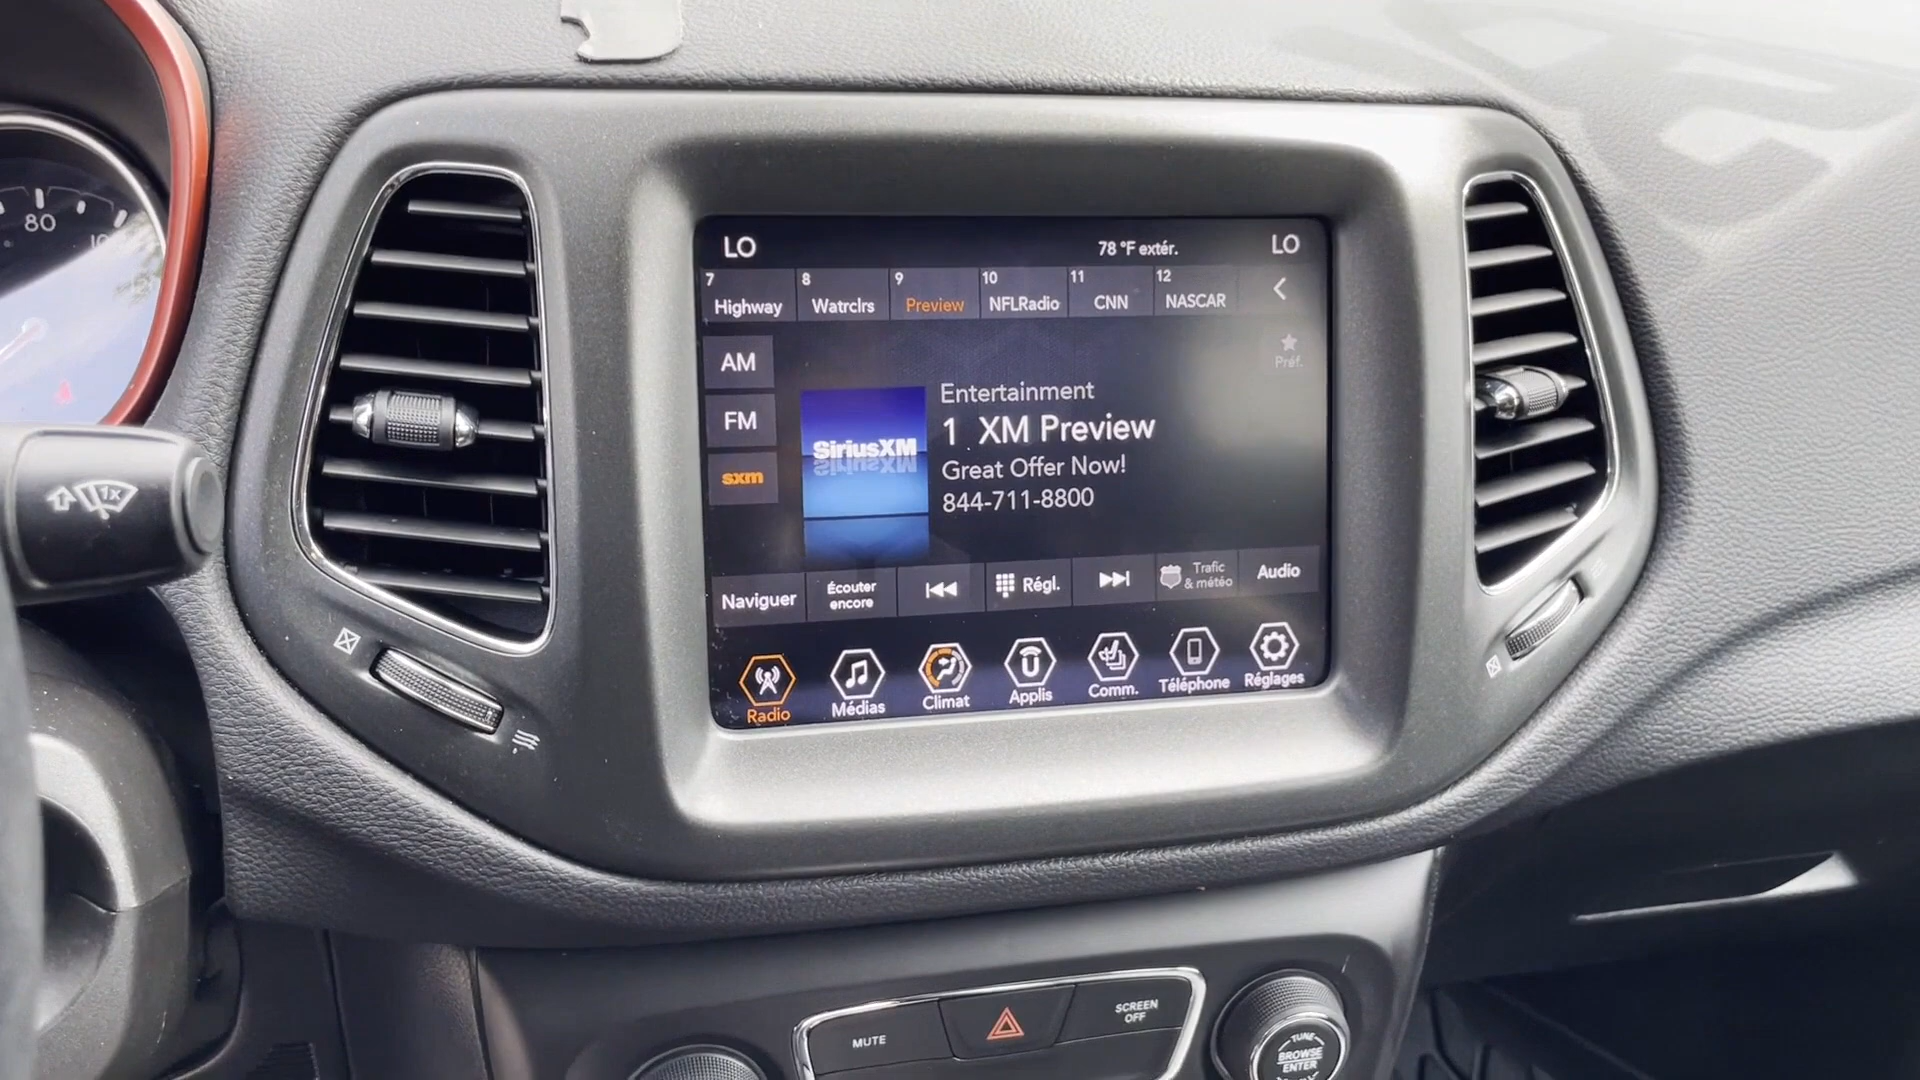 80
1x
LO
78 °F extér.
LO
7
Highway
8
Watrclrs
9
Preview
10
NFLRadio
11
CNN
12
NASCAR
AM
FM
sxm
Préf.
SiriusXM
Entertainment
1 XM Preview
Great Offer Now!
844-711-8800
Naviguer
Écouter
encore
Régl.
Trafic
& météo
Audio
Radio
Médias
Climat
Applis
Comm.
Téléphone
Réglages
MUTE
SCREEN
OFF
TUNE
BROWSE
ENTER